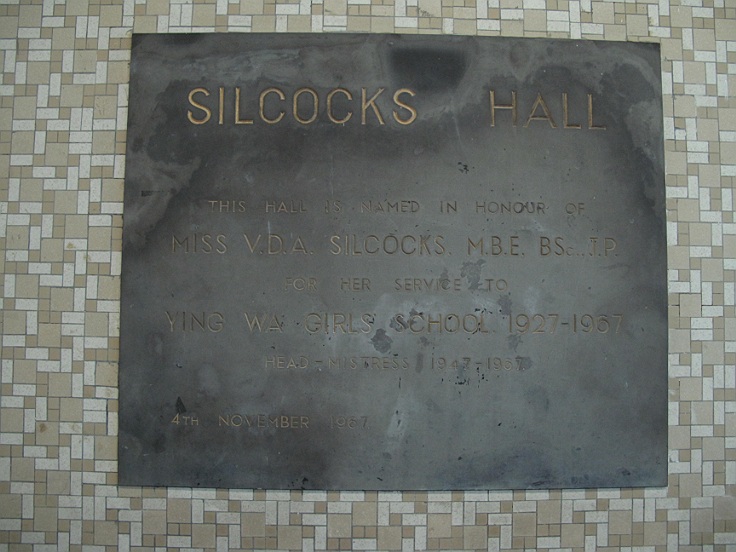 SILCOCKS HALL
THIS HALL IS NAMED IN HONOUR OF
MISS V.D.A. SILCOCKS. M.B.E. BSc., J.P.
FOR HER SERVICE TO
YING WA GIRLS' SCHOOL 1927-1967
HEAD-MISTRESS 1947-1967
4TH NOVEMBER 1967